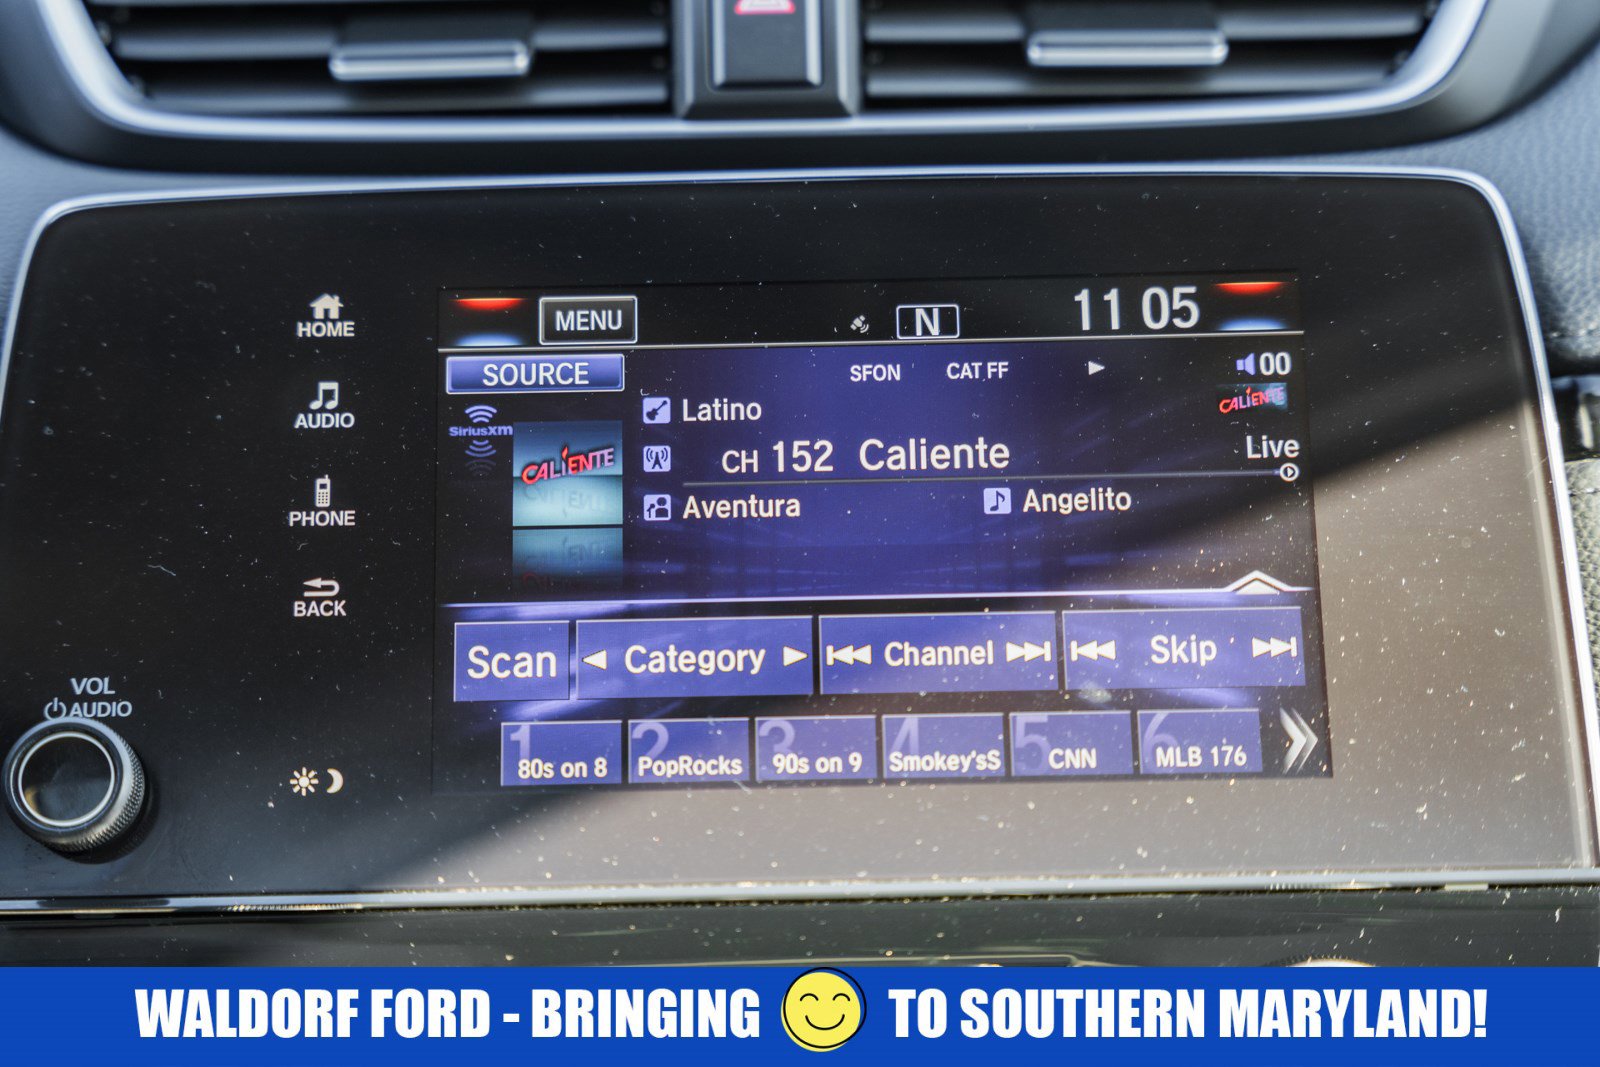 HOME
AUDIO
PHONE
BACK
VOL
AUDIO
MENU
N
11 05
SOURCE
SFON CAT FF
00
SiriusXm
CALIENTE
CALIENTE
Latino
CH 152 Caliente
Live
Aventura
Angelito
Scan
Category
Channel
Skip
1 80s on 8
2 PopRocks
3 90s on 9
4 Smokey'sS
5 CNN
6 MLB 176
WALDORF FORD - BRINGING TO SOUTHERN MARYLAND!